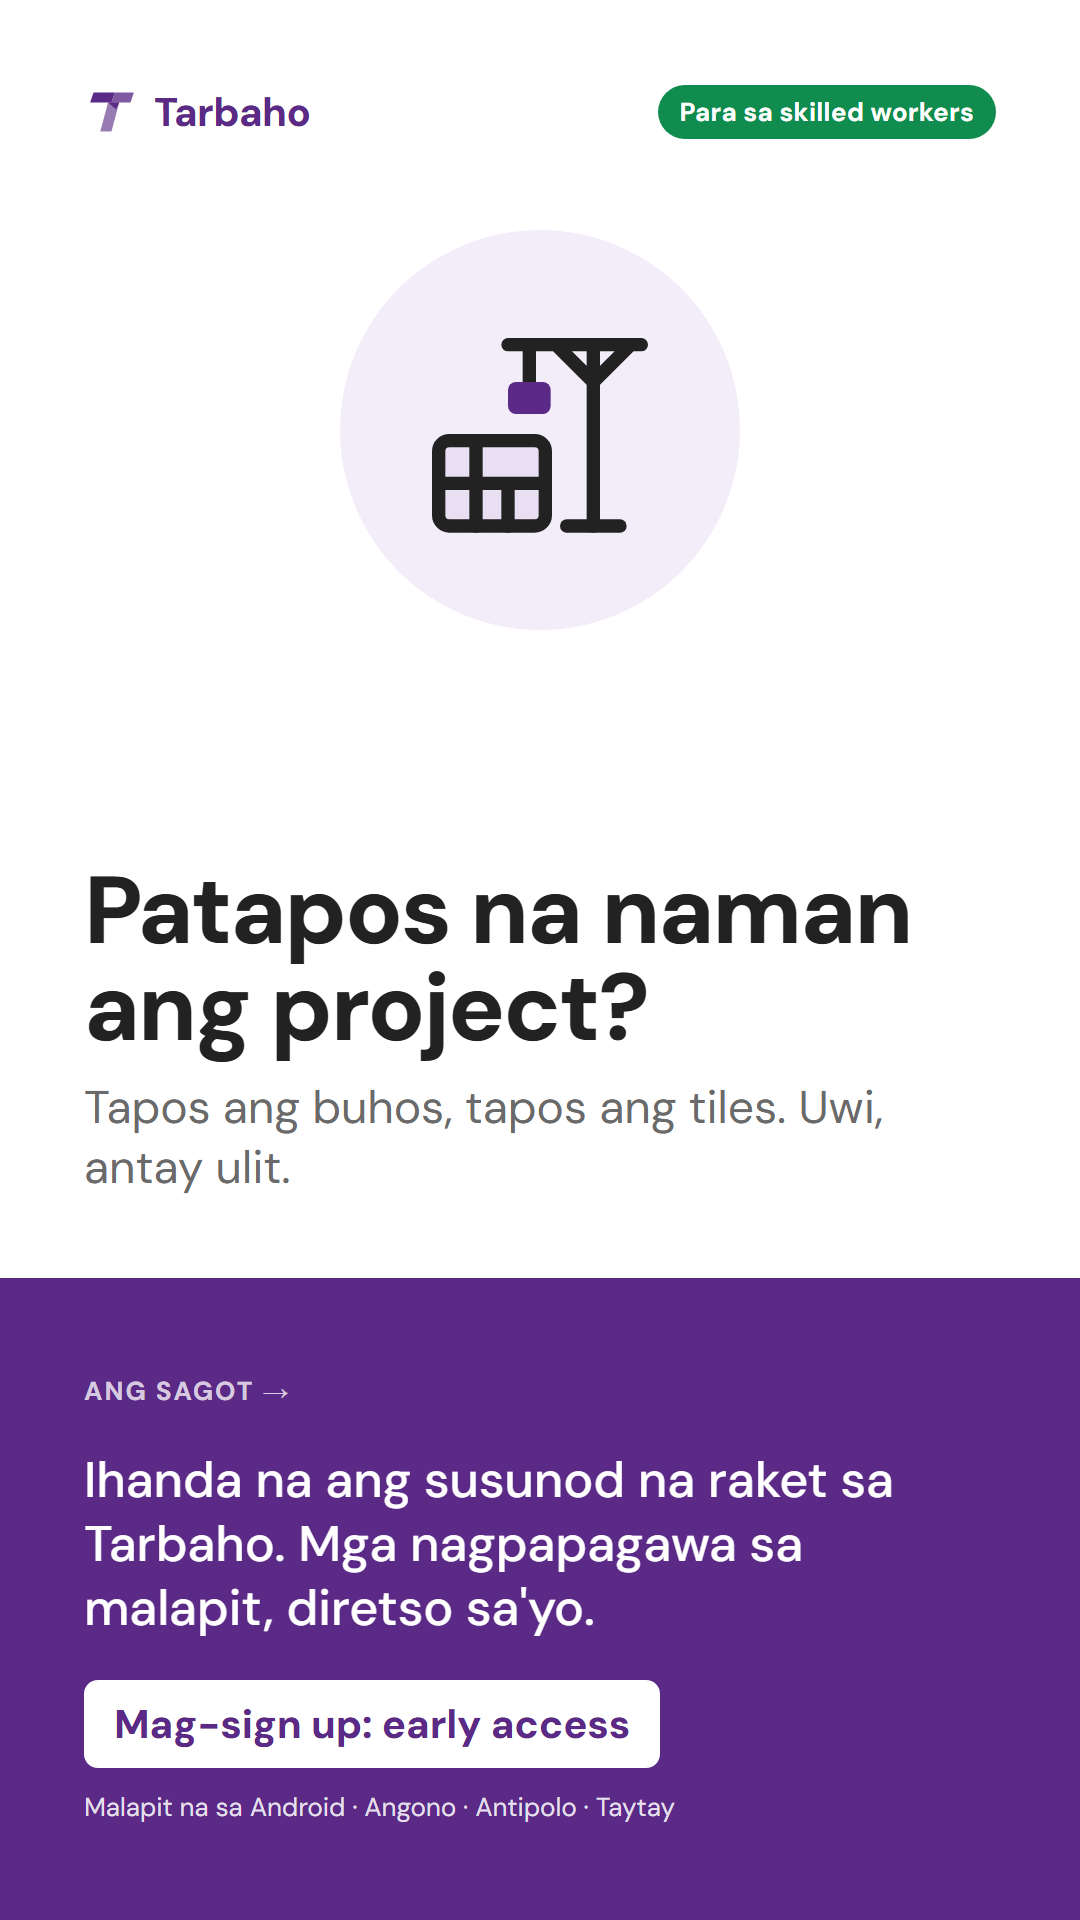 Tarbaho
Para sa skilled workers
Patapos na naman
ang project?
Tapos ang buhos, tapos ang tiles. Uwi,
antay ulit.
ANG SAGOT →
Ihanda na ang susunod na raket sa
Tarbaho. Mga nagpapagawa sa
malapit, diretso sa'yo.
Mag-sign up: early access
Malapit na sa Android · Angono · Antipolo · Taytay